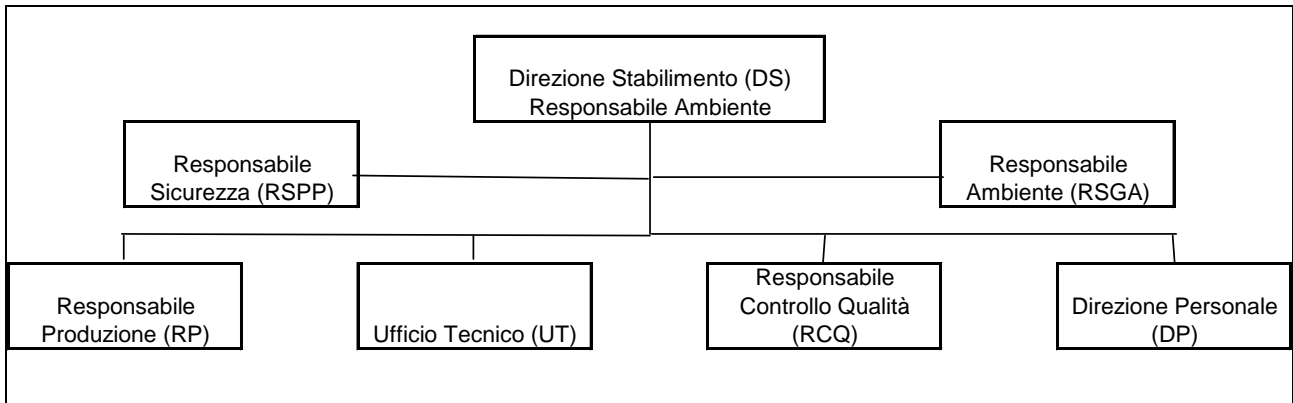 Direzione Stabilimento (DS)
Responsabile Ambiente
Responsabile
Sicurezza (RSPP)
Responsabile
Ambiente (RSGA)
Responsabile
Produzione (RP)
Ufficio Tecnico (UT)
Responsabile
Controllo Qualità
(RCQ)
Direzione Personale
(DP)